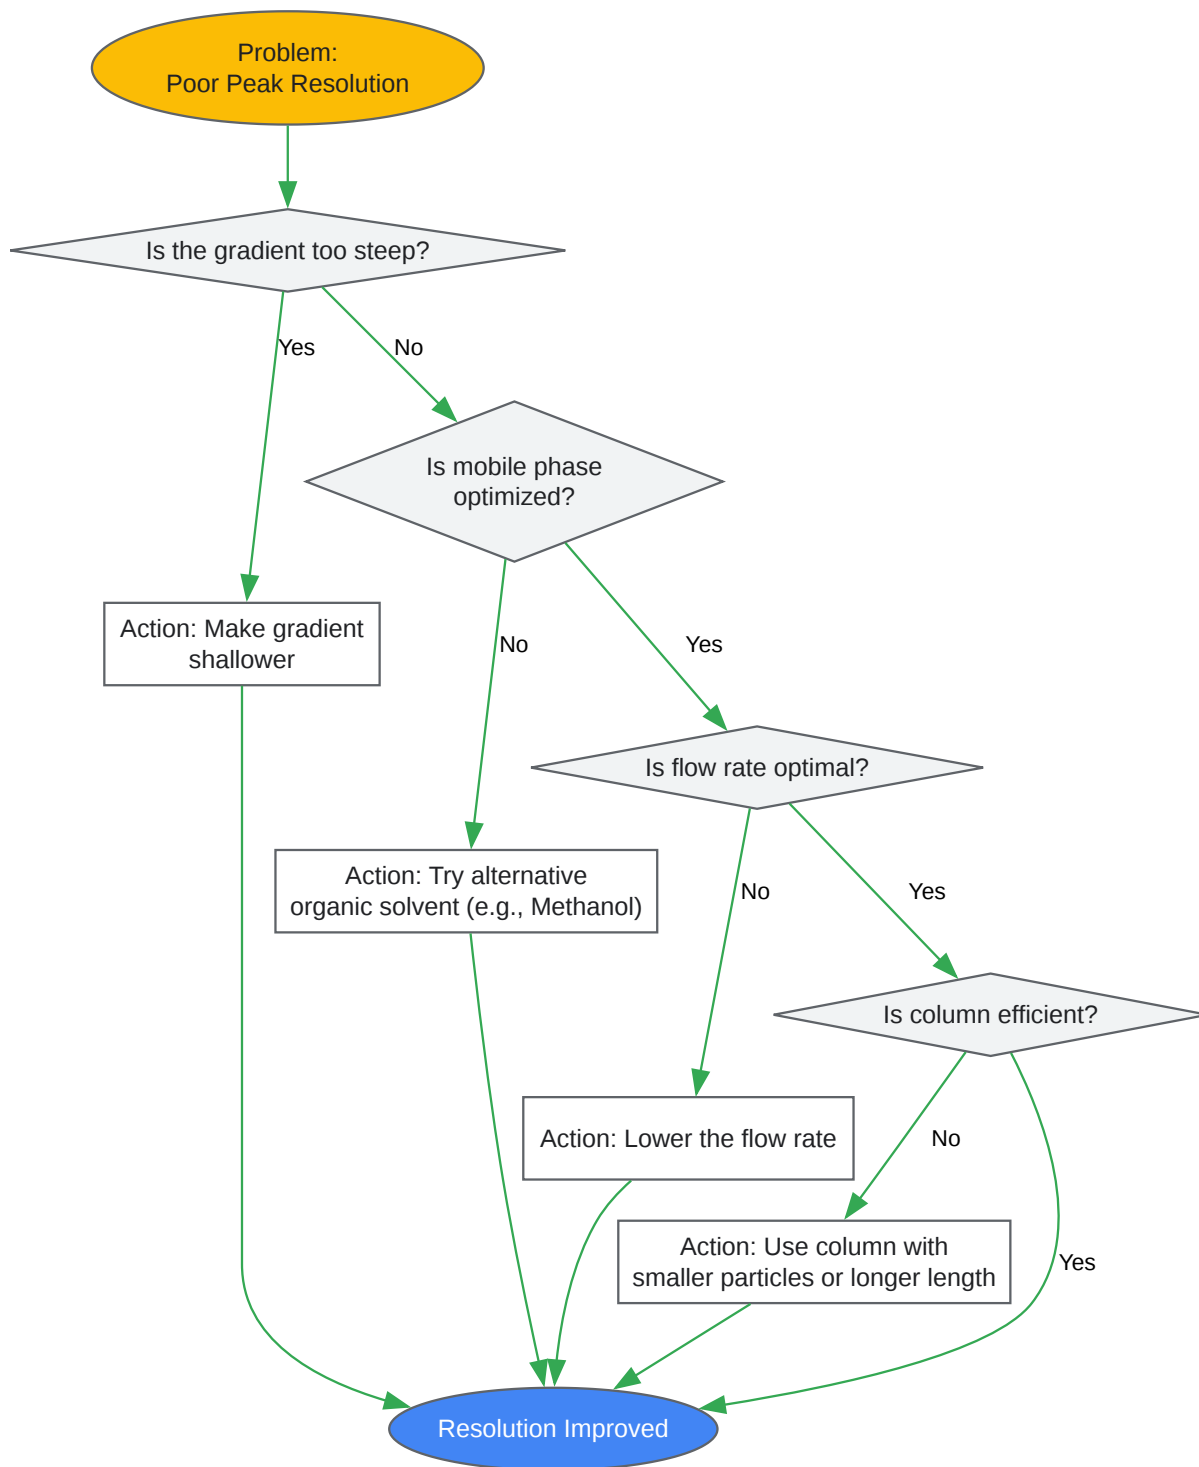 Problem:
Poor Peak Resolution
Is the gradient too steep?
Yes
No
Is mobile phase
optimized?
Action: Make gradient
shallower
No
Yes
Is flow rate optimal?
Action: Try alternative
organic solvent (e.g., Methanol)
No
Yes
Is column efficient?
Action: Lower the flow rate
No
Action: Use column with
smaller particles or longer length
Yes
Resolution Improved